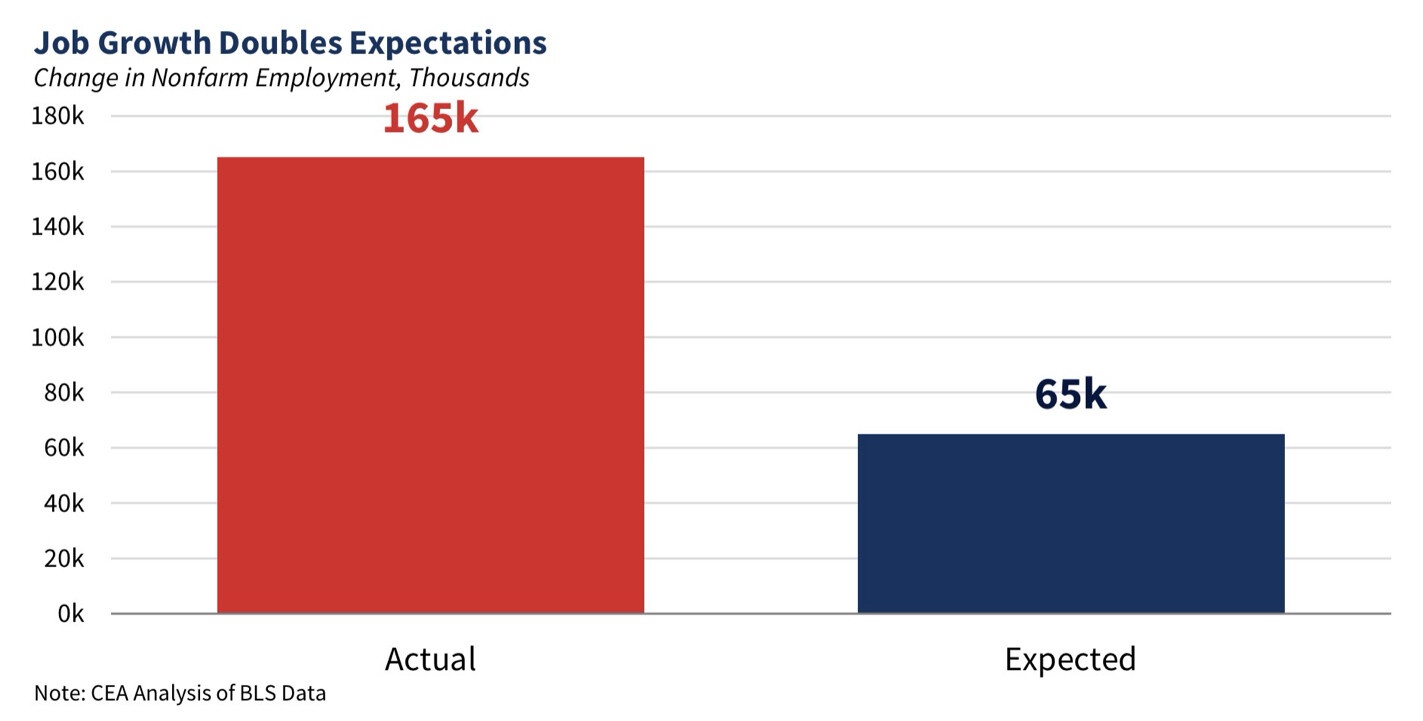 Job Growth Doubles Expectations
Change in Nonfarm Employment, Thousands
180k
165k
160k
140k
120k
100k
80k
65k
60k
40k
20k
0k
Actual
Expected
Note: CEA Analysis of BLS Data